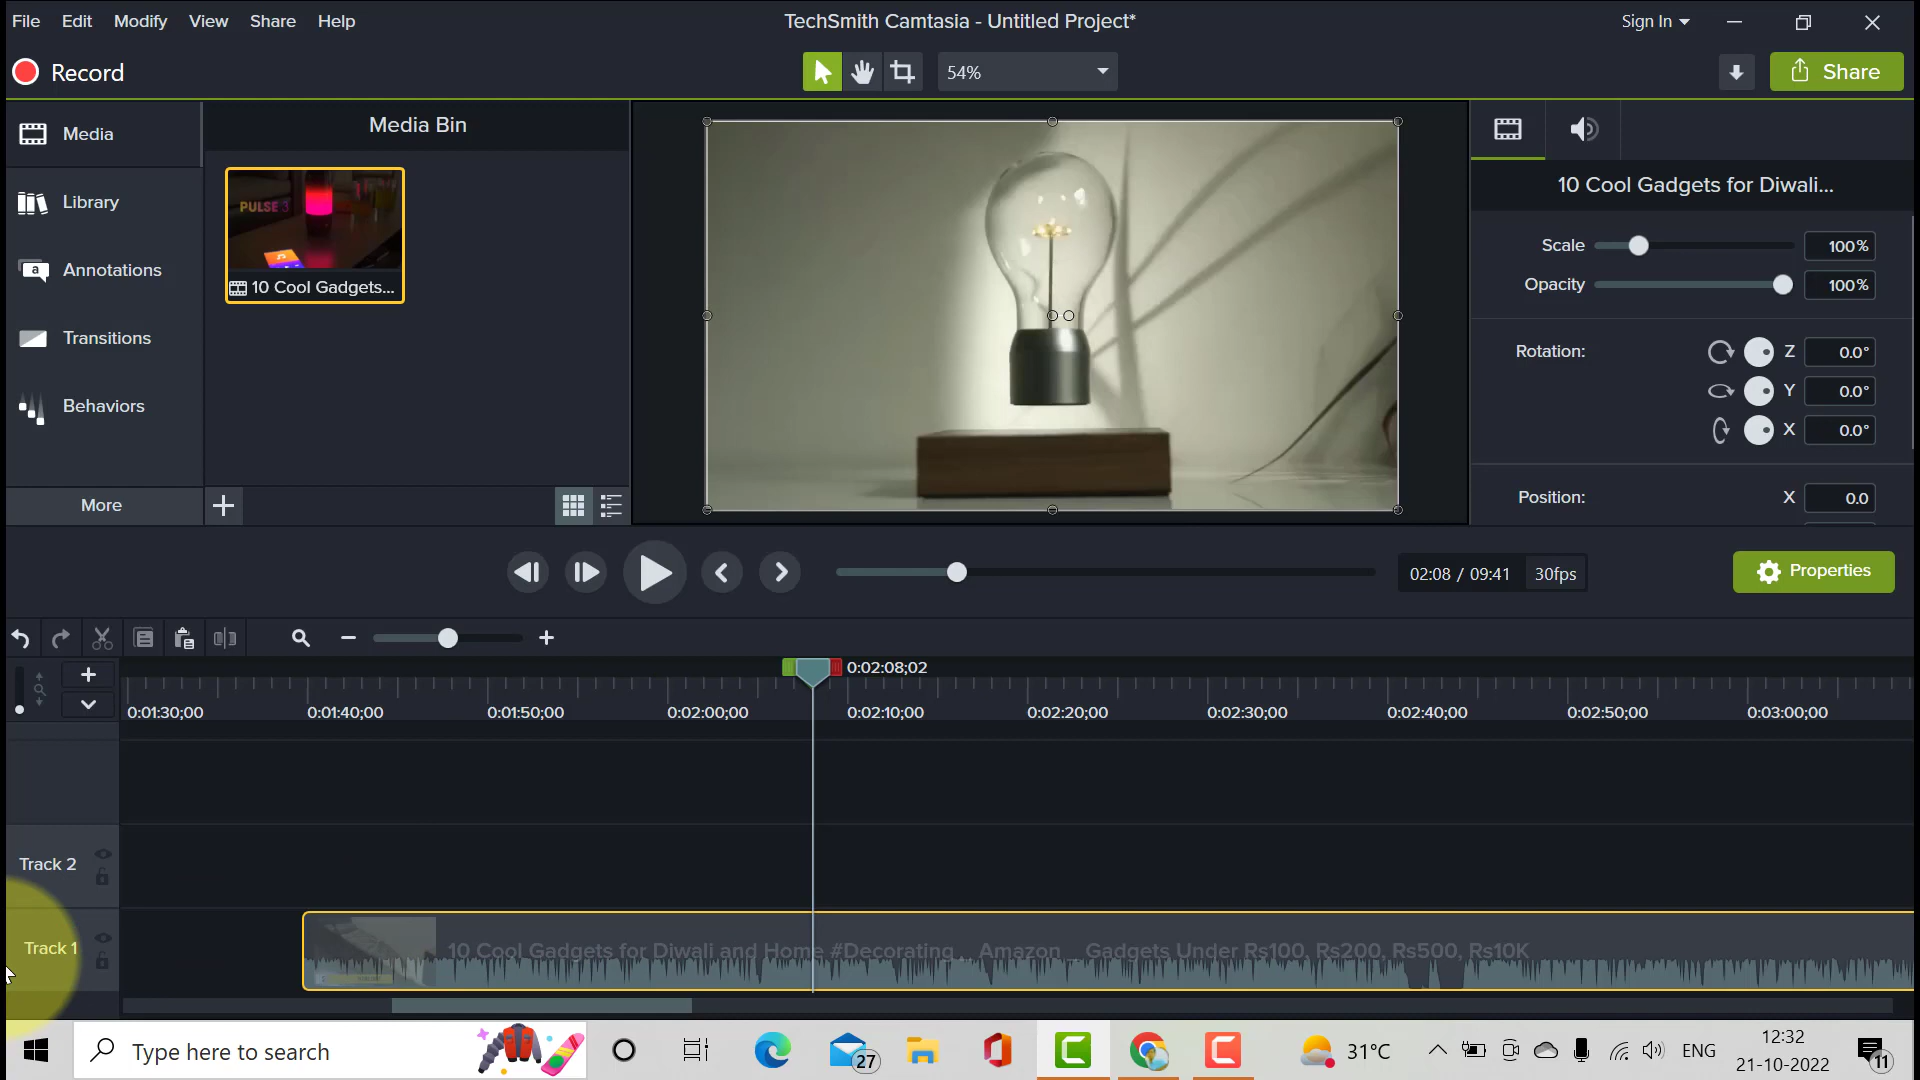 File Edit Modify View Share Help
TechSmith Camtasia - Untitled Project*
Sign In
Record
54%
Share
Media
Media Bin
Library
Annotations
Transitions
Behaviors
More
PULSE 3
10 Cool Gadgets...
10 Cool Gadgets for Diwali...
Scale 100%
Opacity 100%
Rotation: Z 0.0°
Y 0.0°
X 0.0°
Position: X 0.0
02:08 / 09:41 30fps
Properties
0:02:08;02
0:01:30;00 0:01:40;00 0:01:50;00 0:02:00;00 0:02:10;00 0:02:20;00 0:02:30;00 0:02:40;00 0:02:50;00 0:03:00;00
Track 2
Track 1
10 Cool Gadgets for Diwali and Home #Decorating _ Amazon _ Gadgets Under Rs100, Rs200, Rs500, Rs10K
Type here to search
27
31°C
ENG
12:32
21-10-2022
11